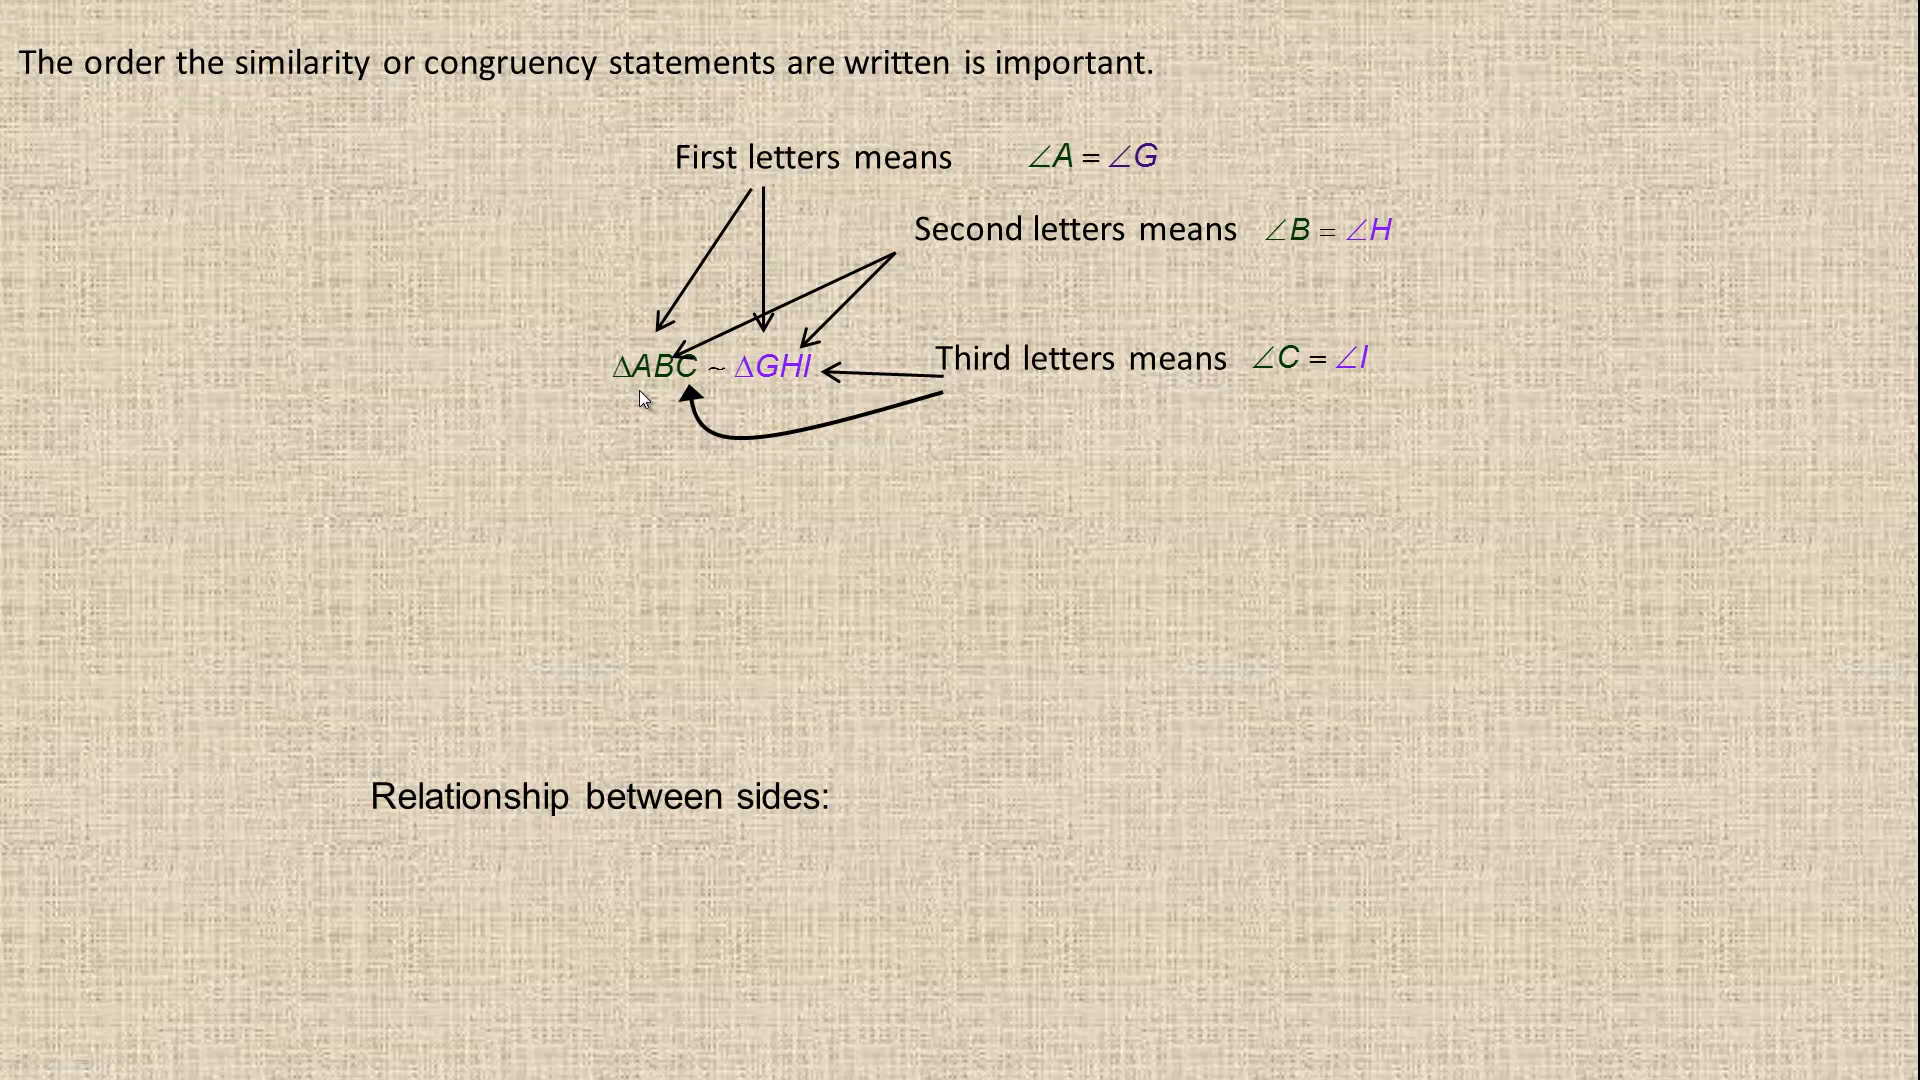 The order the similarity or congruency statements are written is important.
First letters means ∠A = ∠G
Second letters means ∠B = ∠H
ΔABC ~ ΔGHI
Third letters means ∠C = ∠I
Relationship between sides: